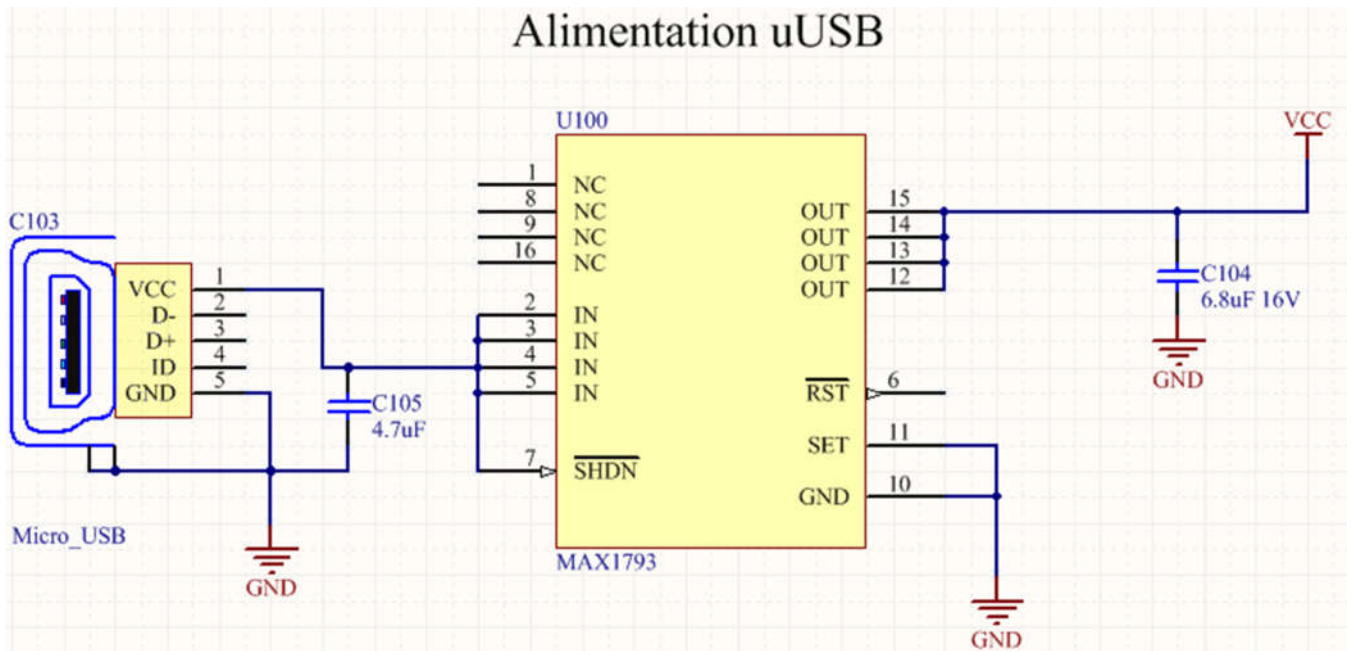 Alimentation uUSB
U100
VCC
1 NC
8 NC
9 NC
16 NC
OUT 15
OUT 14
OUT 13
OUT 12
C103
VCC 1
D- 2
D+ 3
ID 4
GND 5
2 IN
3 IN
4 IN
5 IN
C104
6.8uF 16V
GND
C105
4.7uF
RST 6
7 SHDN
SET 11
GND 10
Micro_USB
GND
MAX1793
GND